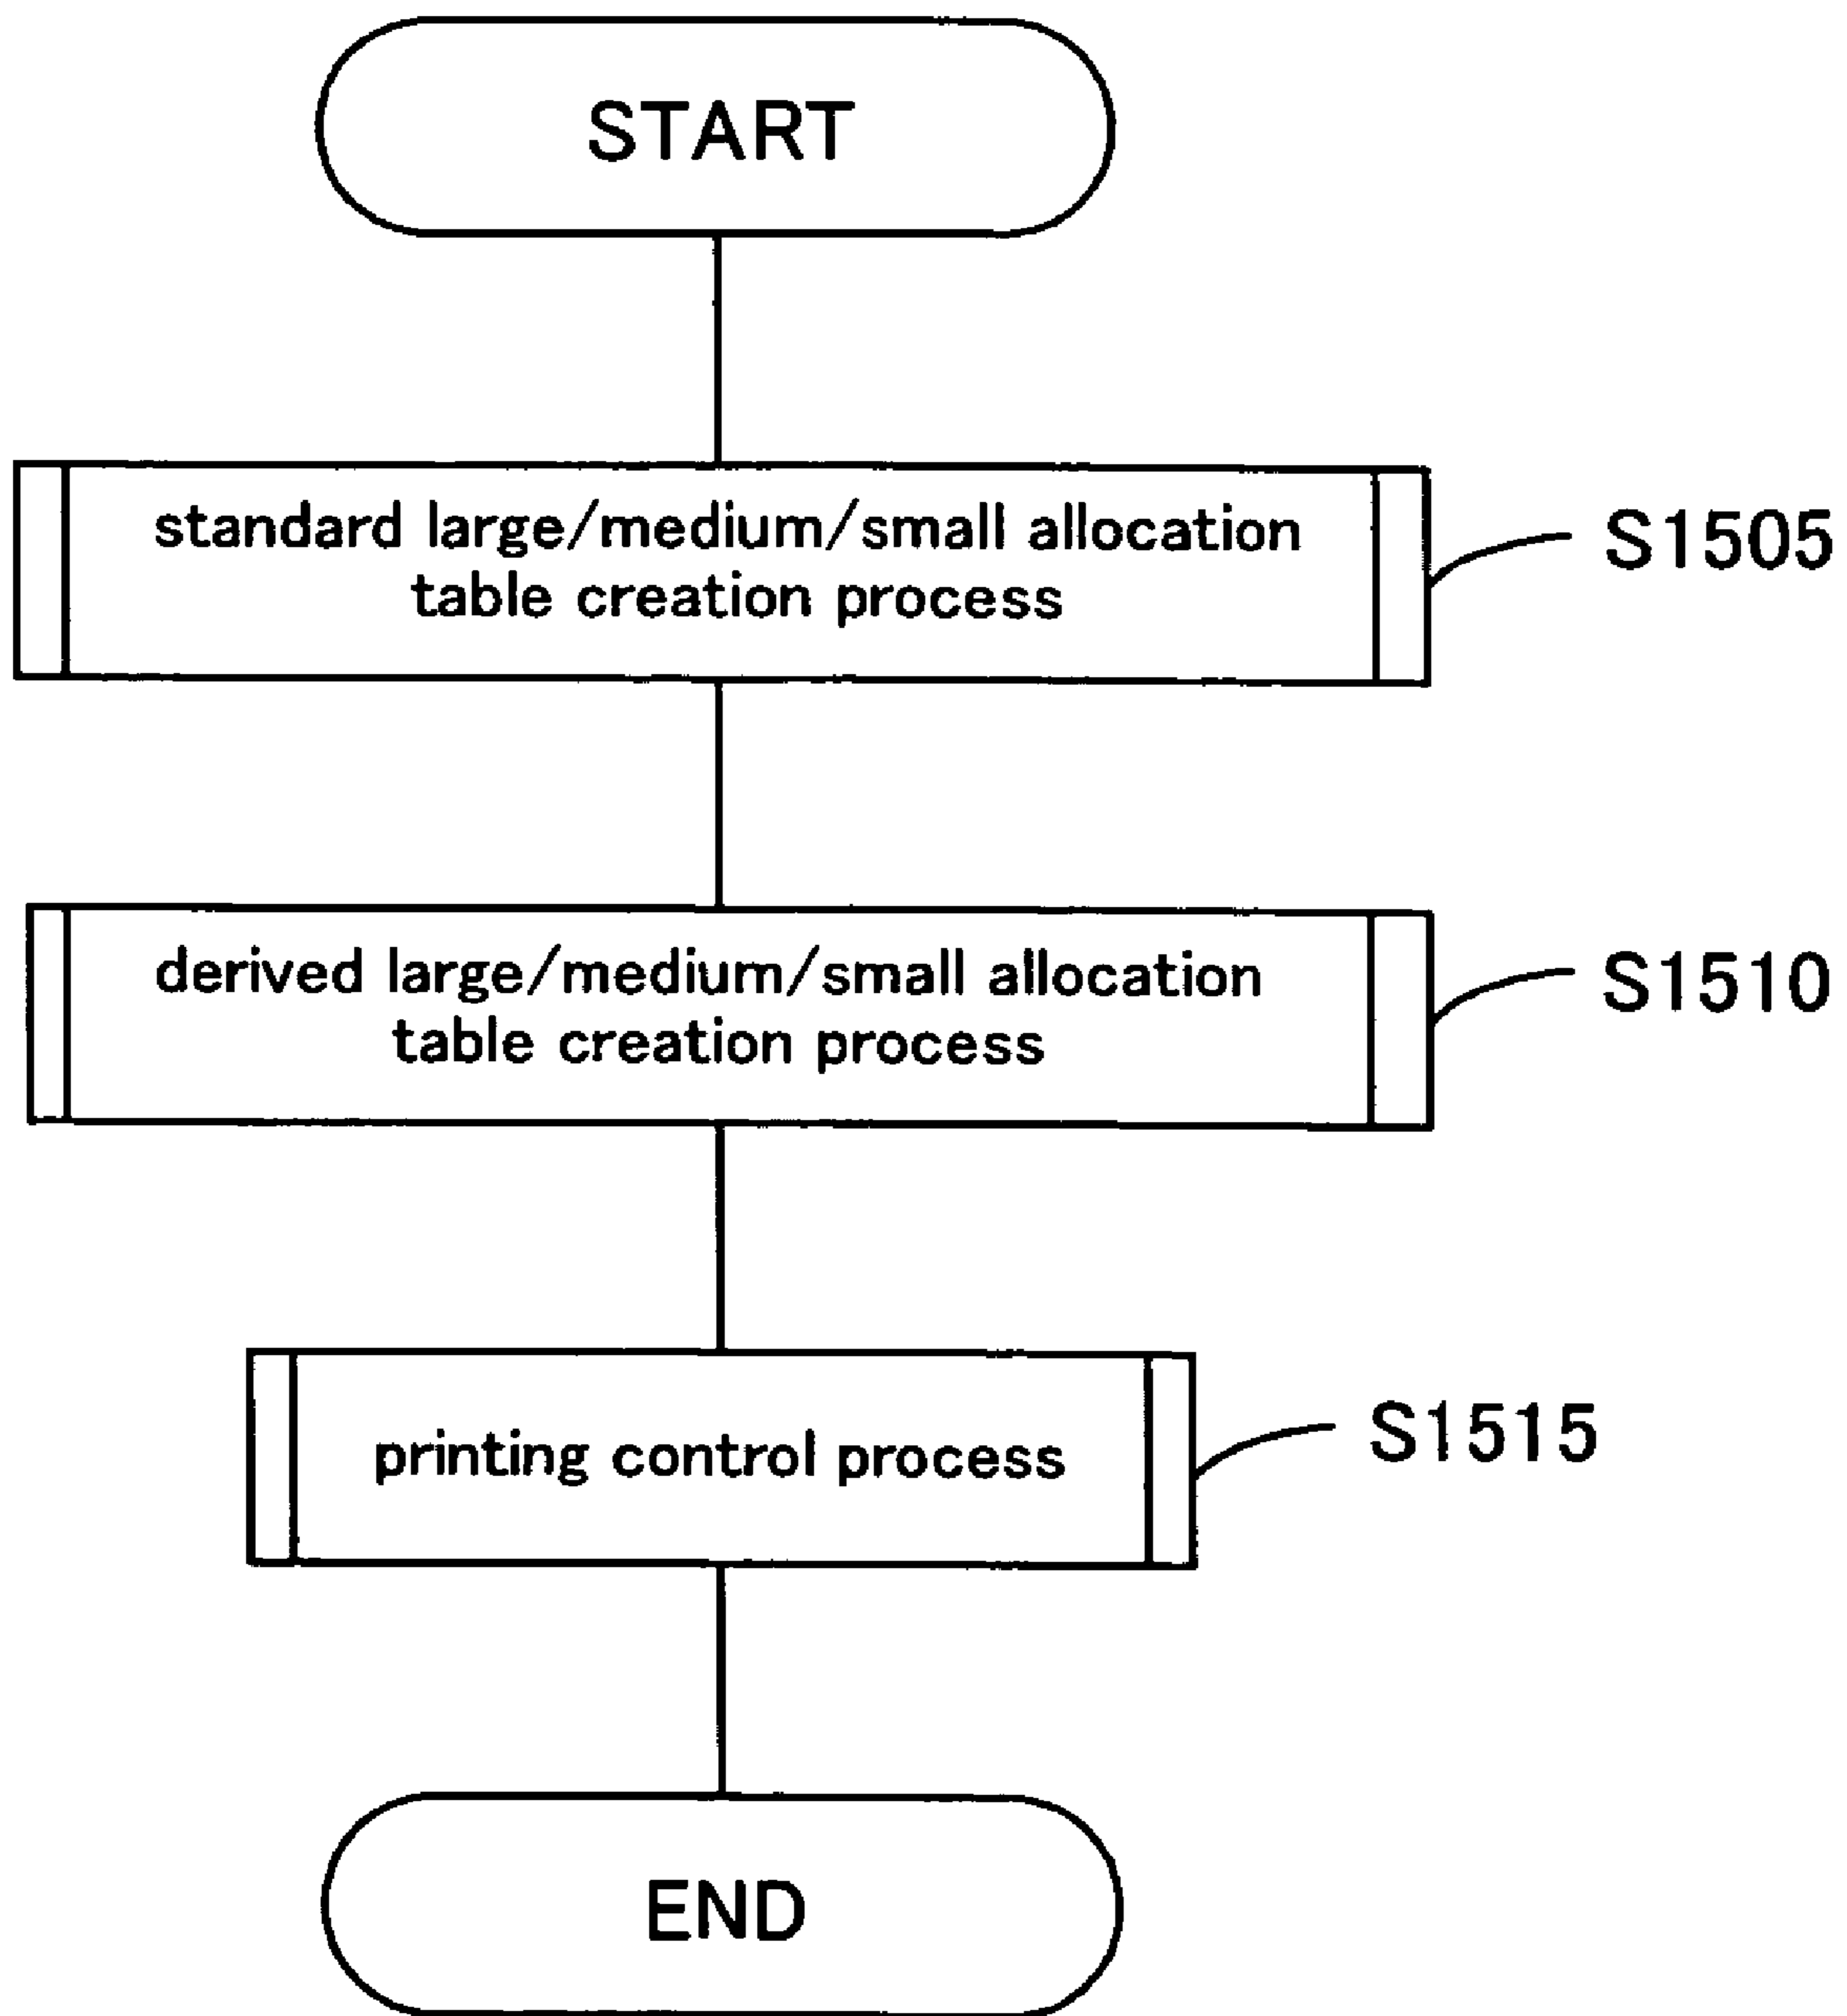 START
standard large/medium/small allocation
table creation process
S1505
derived large/medium/small allocation
table creation process
S1510
printing control process
S1515
END